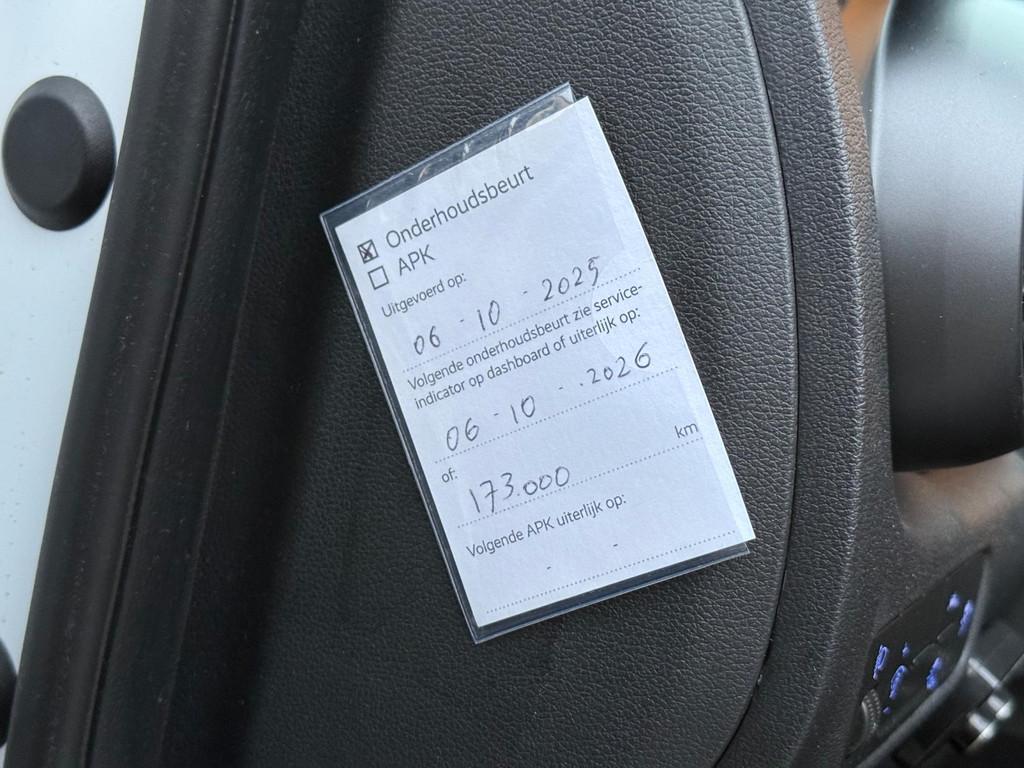 ☒ Onderhoudsbeurt
☐ APK
Uitgevoerd op:
06 - 10 - 2025
Volgende onderhoudsbeurt zie service-
indicator op dashboard of uiterlijk op:
06 - 10 - 2026
of:
173.000 km
Volgende APK uiterlijk op:
- -